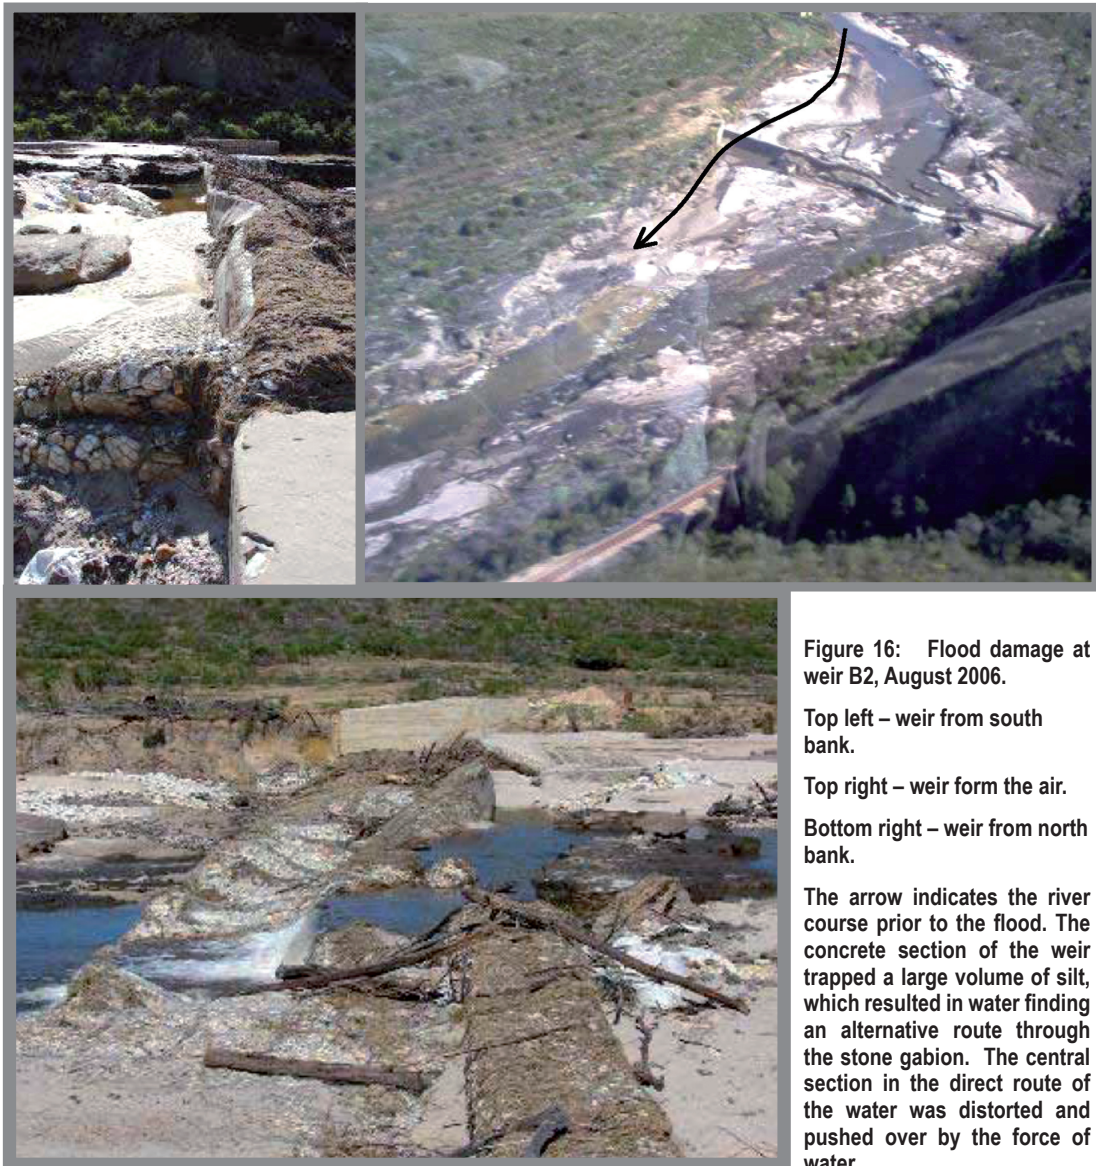 Figure 16: Flood damage at
weir B2, August 2006.
Top left – weir from south
bank.
Top right – weir form the air.
Bottom right – weir from north
bank.
The arrow indicates the river
course prior to the flood. The
concrete section of the weir
trapped a large volume of silt,
which resulted in water finding
an alternative route through
the stone gabion. The central
section in the direct route of
the water was distorted and
pushed over by the force of
water